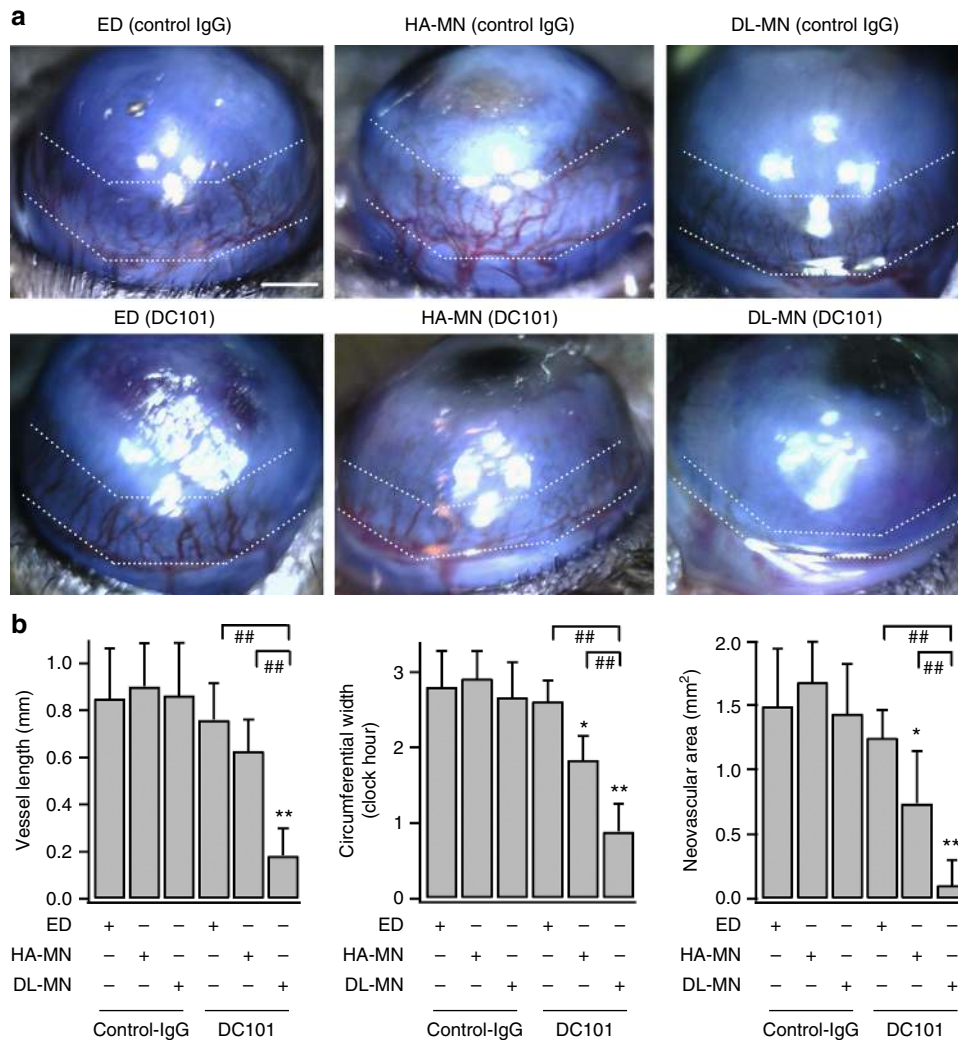 a
ED (control IgG)
HA-MN (control IgG)
DL-MN (control IgG)
ED (DC101)
HA-MN (DC101)
DL-MN (DC101)
b
Vessel length (mm)
1.0
0.8
0.6
0.4
0.2
0.0
##
##
**
ED + – – + – –
HA-MN – + – – + –
DL-MN – – + – – +
Control-IgG DC101
Circumferential width
(clock hour)
3
2
1
0
##
##
*
**
ED + – – + – –
HA-MN – + – – + –
DL-MN – – + – – +
Control-IgG DC101
Neovascular area (mm²)
2.0
1.5
1.0
0.5
0.0
##
##
*
**
ED + – – + – –
HA-MN – + – – + –
DL-MN – – + – – +
Control-IgG DC101